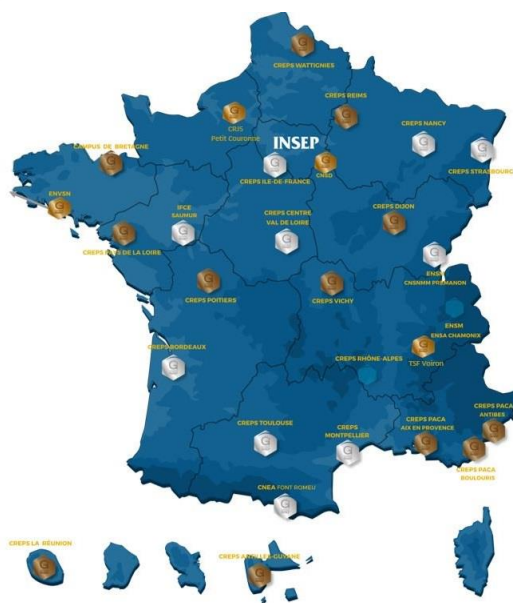 CREPS WATTIGNIES
CREPS REIMS
CRJS
Petit Couronne
INSEP
CREPS NANCY
CAMPUS DE BRETAGNE
CREPS ILE-DE-FRANCE
CNSD
CREPS STRASBOURG
ENVSN
IFCE
SAUMUR
CREPS CENTRE
VAL DE LOIRE
CREPS DIJON
CREPS PAYS DE LA LOIRE
ENSM
CNSNMM PREMANON
CREPS POITIERS
CREPS VICHY
ENSM
ENSA CHAMONIX
CREPS BORDEAUX
CREPS RHÔNE-ALPES
TSF Voiron
CREPS PACA
ANTIBES
CREPS TOULOUSE
CREPS
MONTPELLIER
CREPS PACA
AIX EN PROVENCE
CREPS PACA
BOULOURIS
CNEA FONT ROMEU
CREPS LA RÉUNION
CREPS ANTILLES-GUYANE